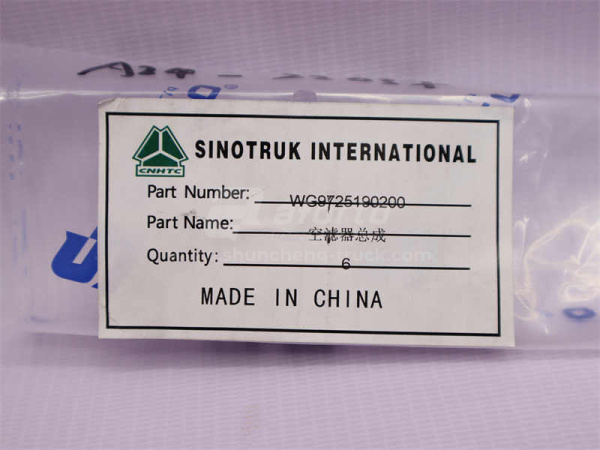 SINOTRUK INTERNATIONAL
CNHTC
Part Number: WG9725190200
Part Name: 空滤器总成
Quantity: 6
MADE IN CHINA